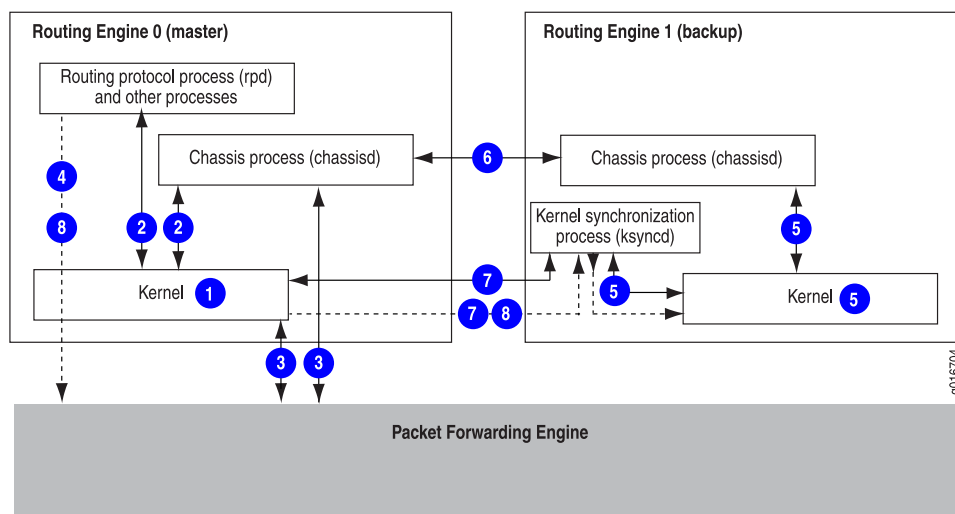 Routing Engine 0 (master)
Routing protocol process (rpd)
and other processes
Chassis process (chassisd)
4
8
2
2
Kernel
1
3
3
6
7
7
8
Routing Engine 1 (backup)
Chassis process (chassisd)
Kernel synchronization
process (ksyncd)
5
5
Kernel
5
g016704
Packet Forwarding Engine